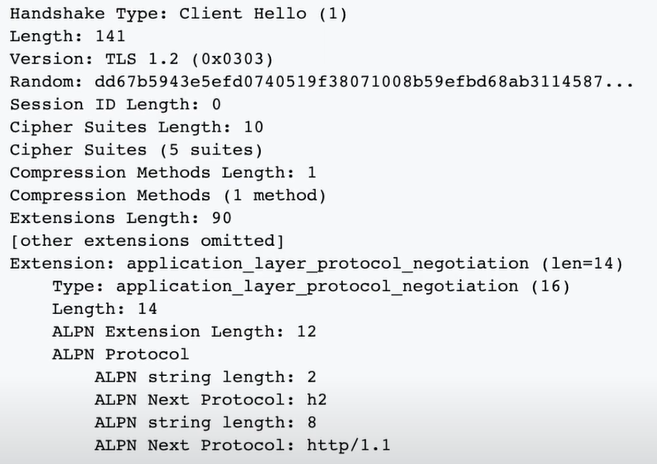 Handshake Type: Client Hello (1)
Length: 141
Version: TLS 1.2 (0x0303)
Random: dd67b5943e5efd0740519f38071008b59efbd68ab3114587...
Session ID Length: 0
Cipher Suites Length: 10
Cipher Suites (5 suites)
Compression Methods Length: 1
Compression Methods (1 method)
Extensions Length: 90
[other extensions omitted]
Extension: application_layer_protocol_negotiation (len=14)
Type: application_layer_protocol_negotiation (16)
Length: 14
ALPN Extension Length: 12
ALPN Protocol
ALPN string length: 2
ALPN Next Protocol: h2
ALPN string length: 8
ALPN Next Protocol: http/1.1